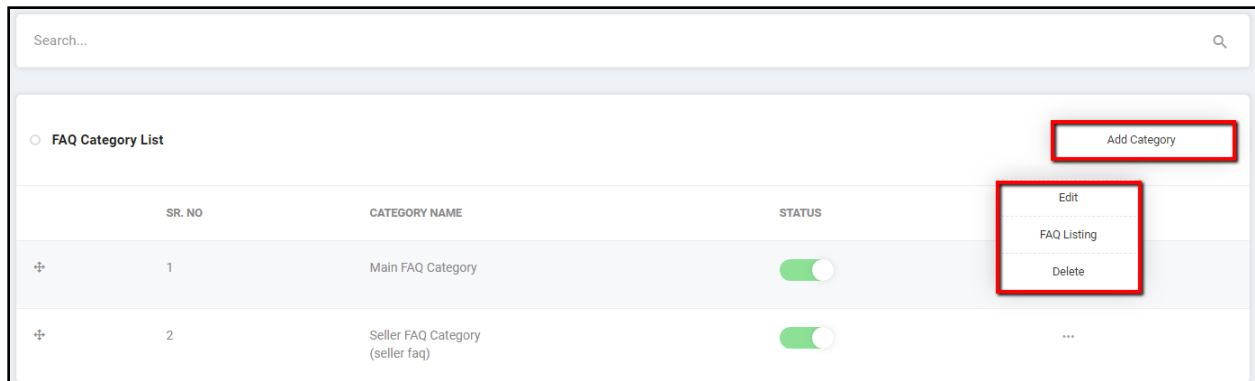 Search...
FAQ Category List
Add Category
SR. NO CATEGORY NAME STATUS
Edit
FAQ Listing
Delete
1 Main FAQ Category
2 Seller FAQ Category
(seller faq)
...